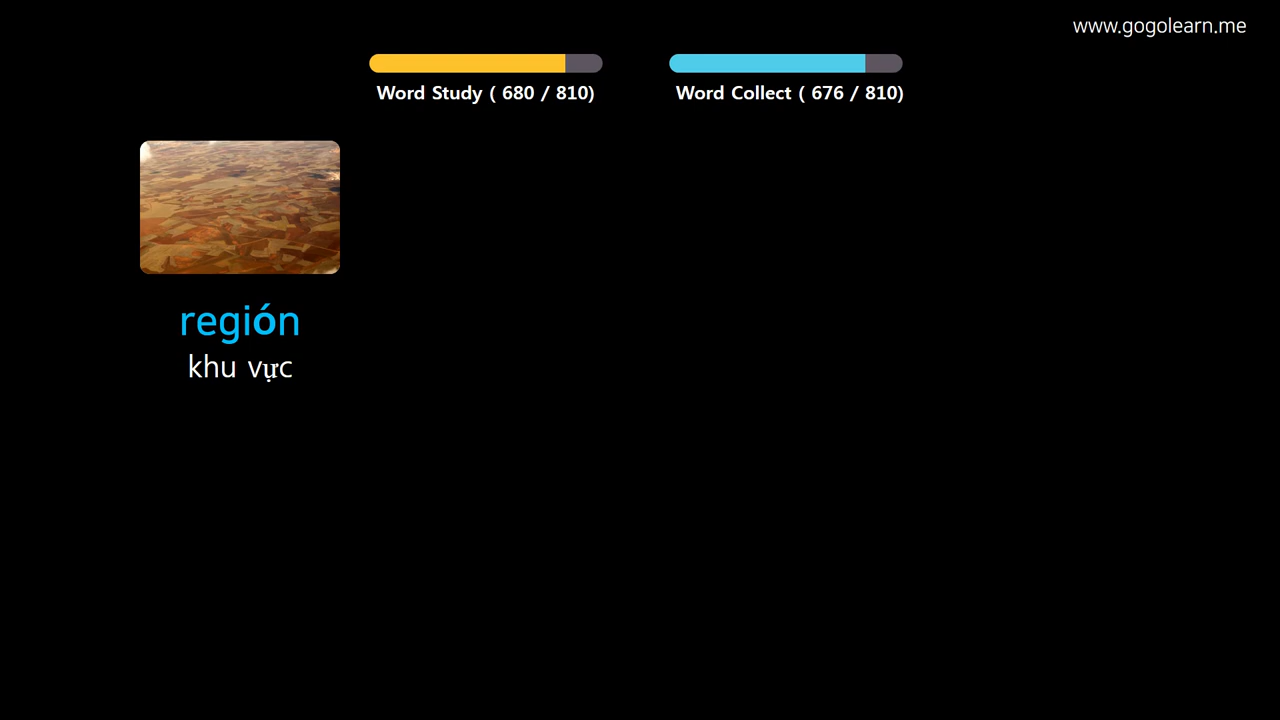 www.gogolearn.me
Word Study ( 680 / 810)
Word Collect ( 676 / 810)
región
khu vực